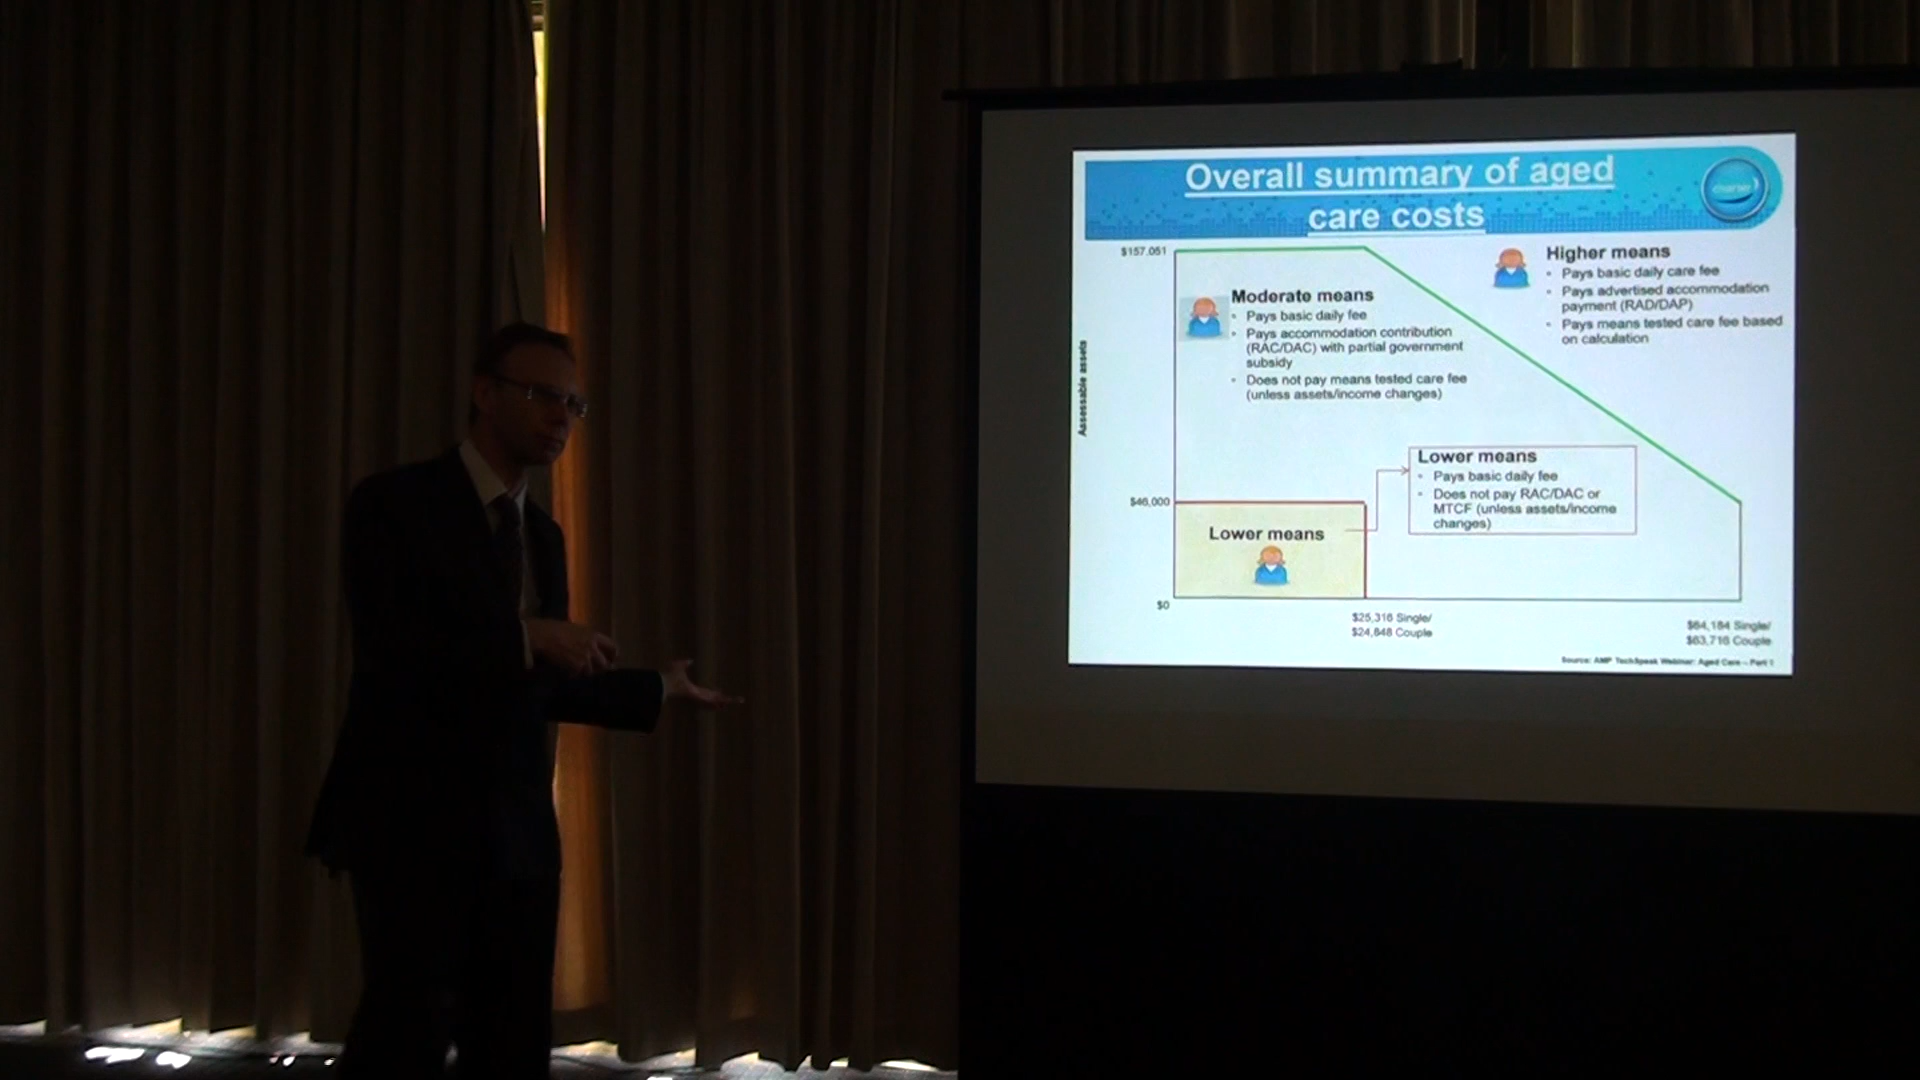 Overall summary of aged
care costs
charter
$157,051
Higher means
• Pays basic daily care fee
• Pays advertised accommodation
payment (RAD/DAP)
• Pays means tested care fee based
on calculation
Moderate means
• Pays basic daily fee
• Pays accommodation contribution
(RAC/DAC) with partial government
subsidy
• Does not pay means tested care fee
(unless assets/income changes)
Assessable assets
Lower means
• Pays basic daily fee
• Does not pay RAC/DAC or
MTCF (unless assets/income
changes)
$46,000
Lower means
$0
$25,316 Single/
$24,848 Couple
$64,184 Single/
$63,716 Couple
Source: AMP TechSpeak Webinar: Aged Care – Part 1